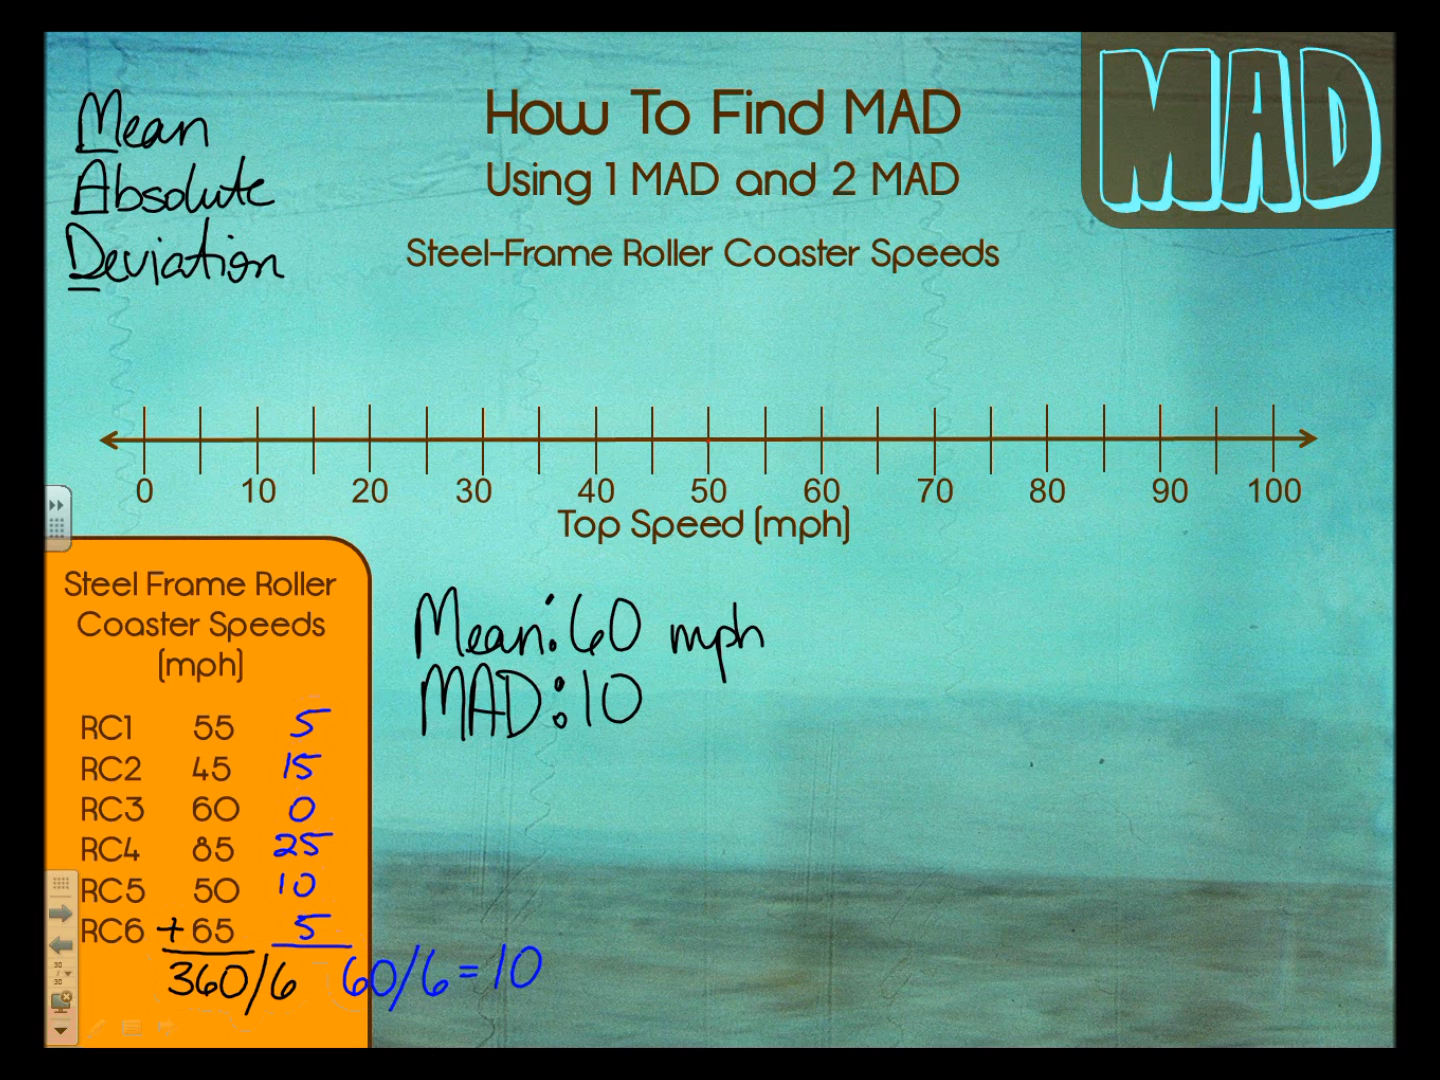 Mean
Absolute
Deviation
How To Find MAD
Using 1 MAD and 2 MAD
Steel-Frame Roller Coaster Speeds
MAD
0 10 20 30 40 50 60 70 80 90 100
Top Speed (mph)
Steel Frame Roller
Coaster Speeds
(mph)
RC1 55 5
RC2 45 15
RC3 60 0
RC4 85 25
RC5 50 10
RC6 +65 5
360/6 60/6=10
Mean: 60 mph
MAD: 10
30
30